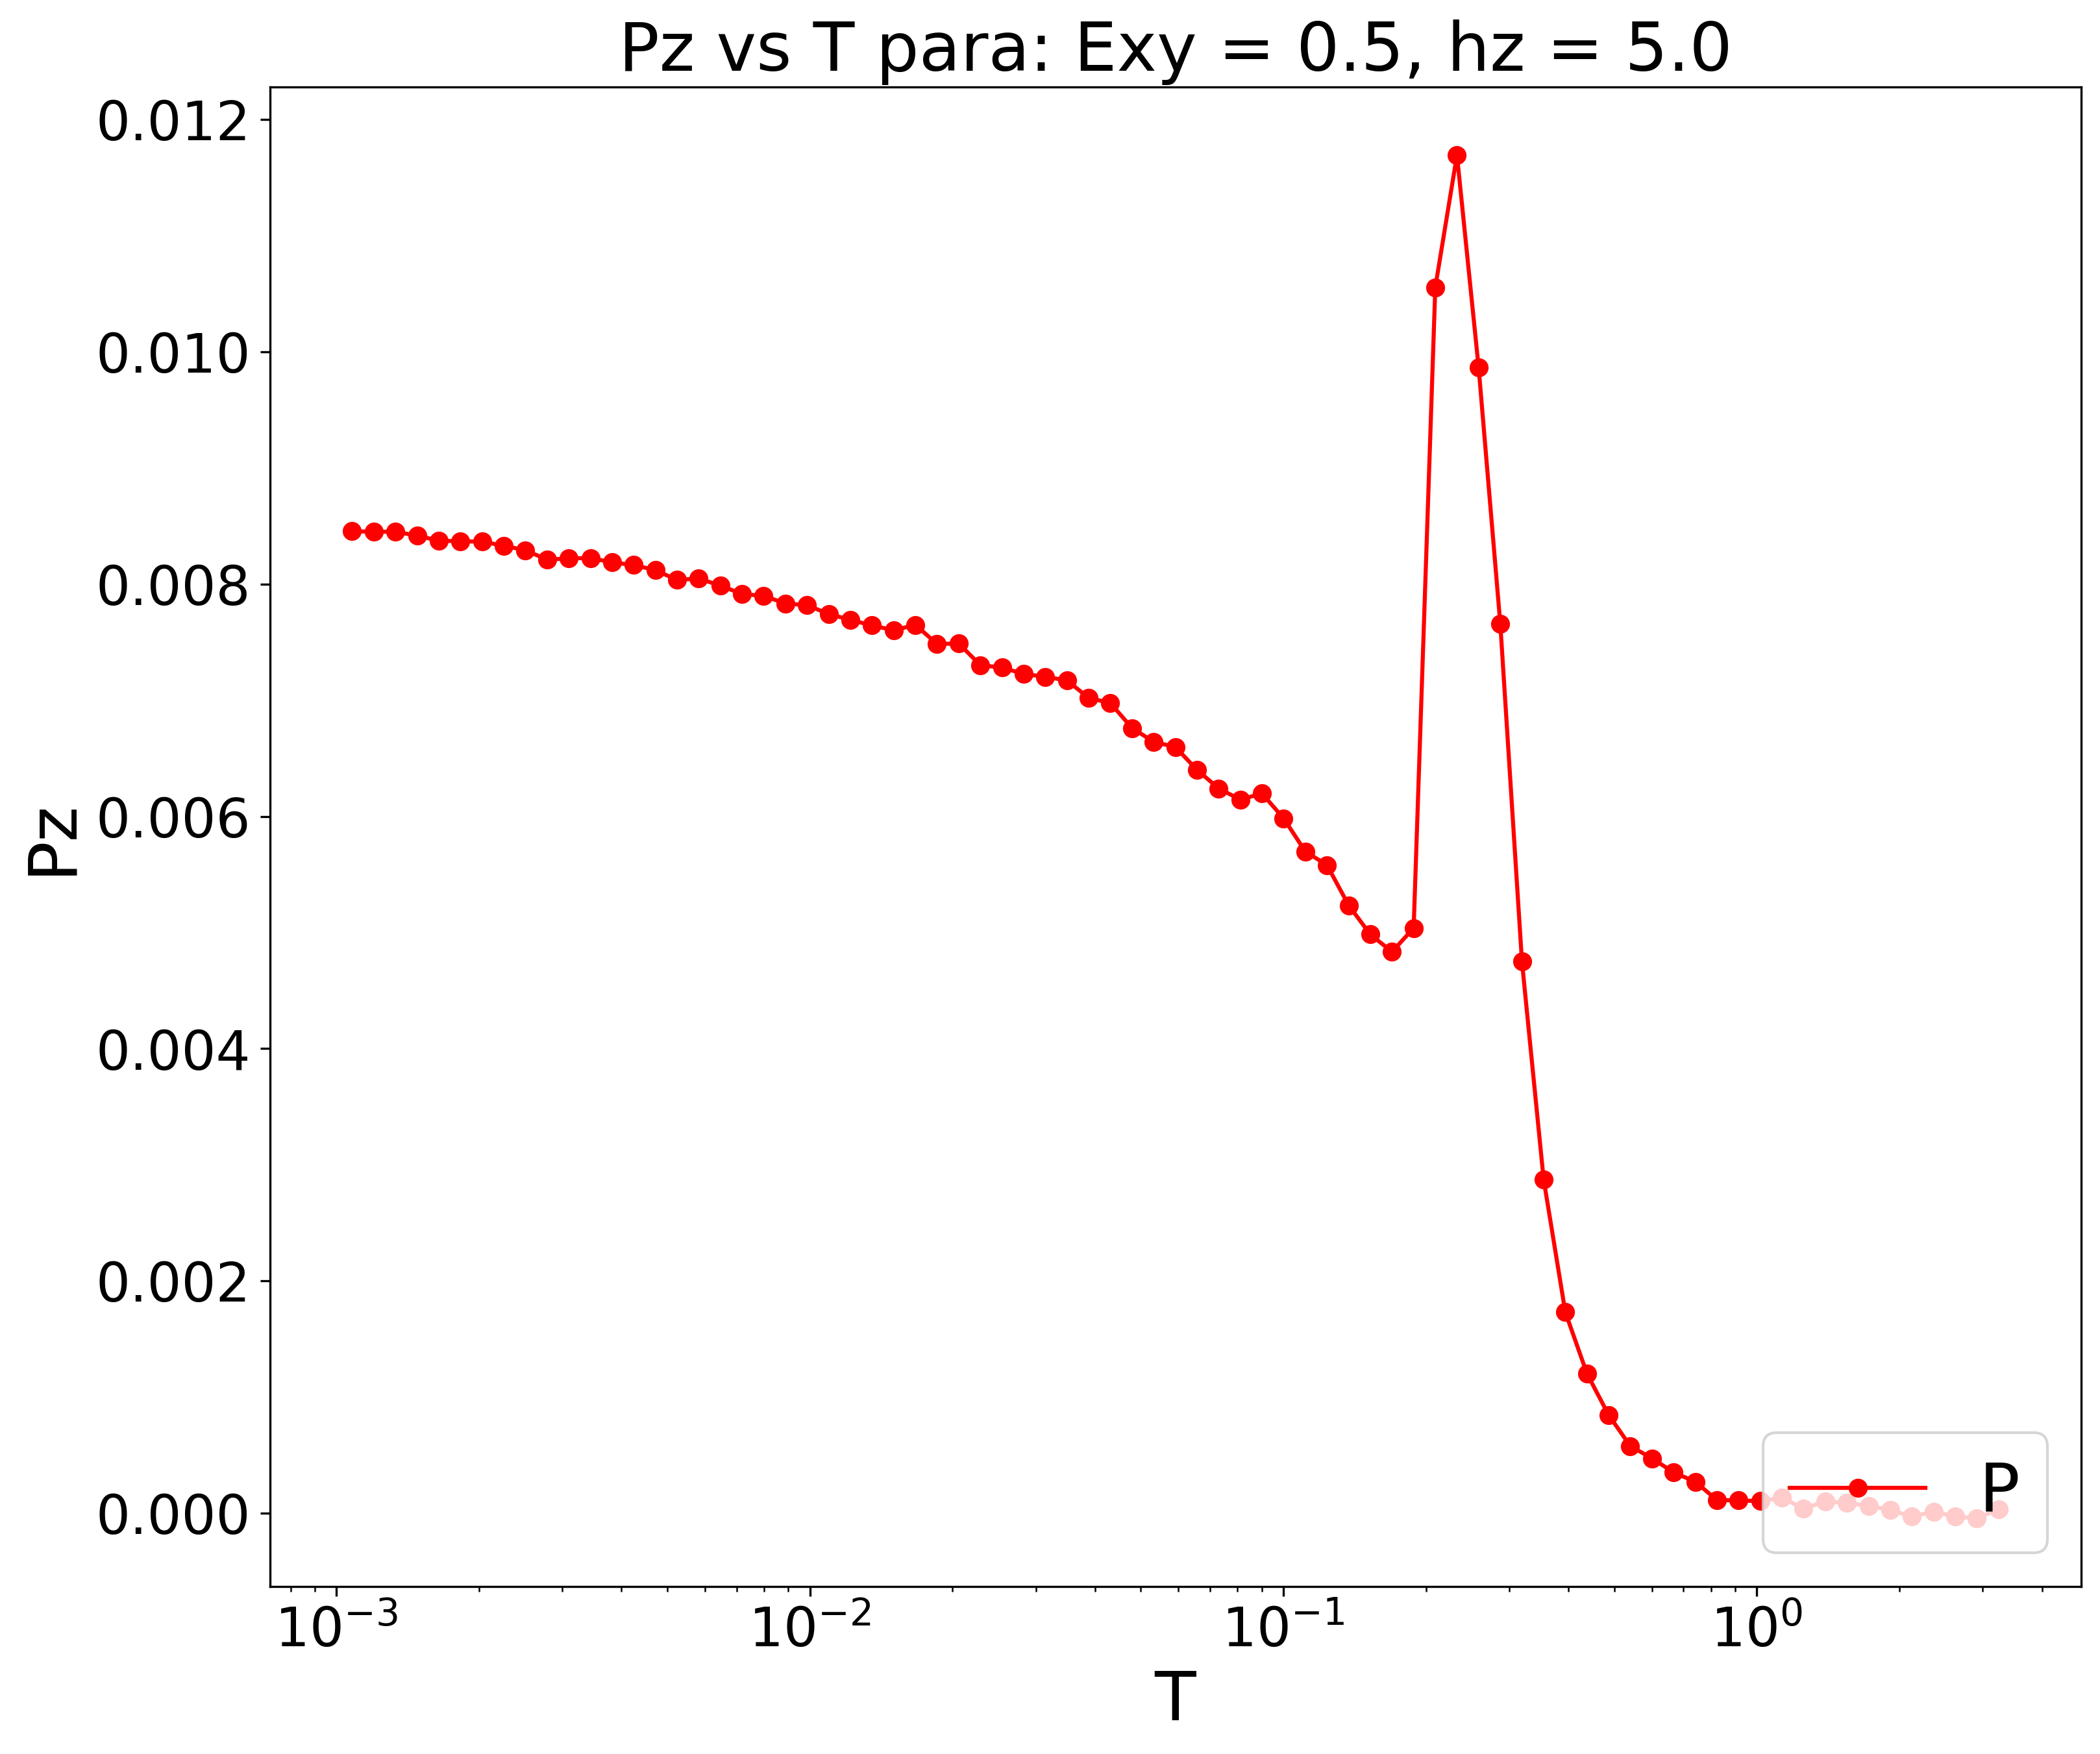 Pz vs T para: Exy = 0.5, hz = 5.0
0.012
0.010
0.008
0.006
0.004
0.002
0.000
Pz
P
10⁻³ 10⁻² 10⁻¹ 10⁰
T